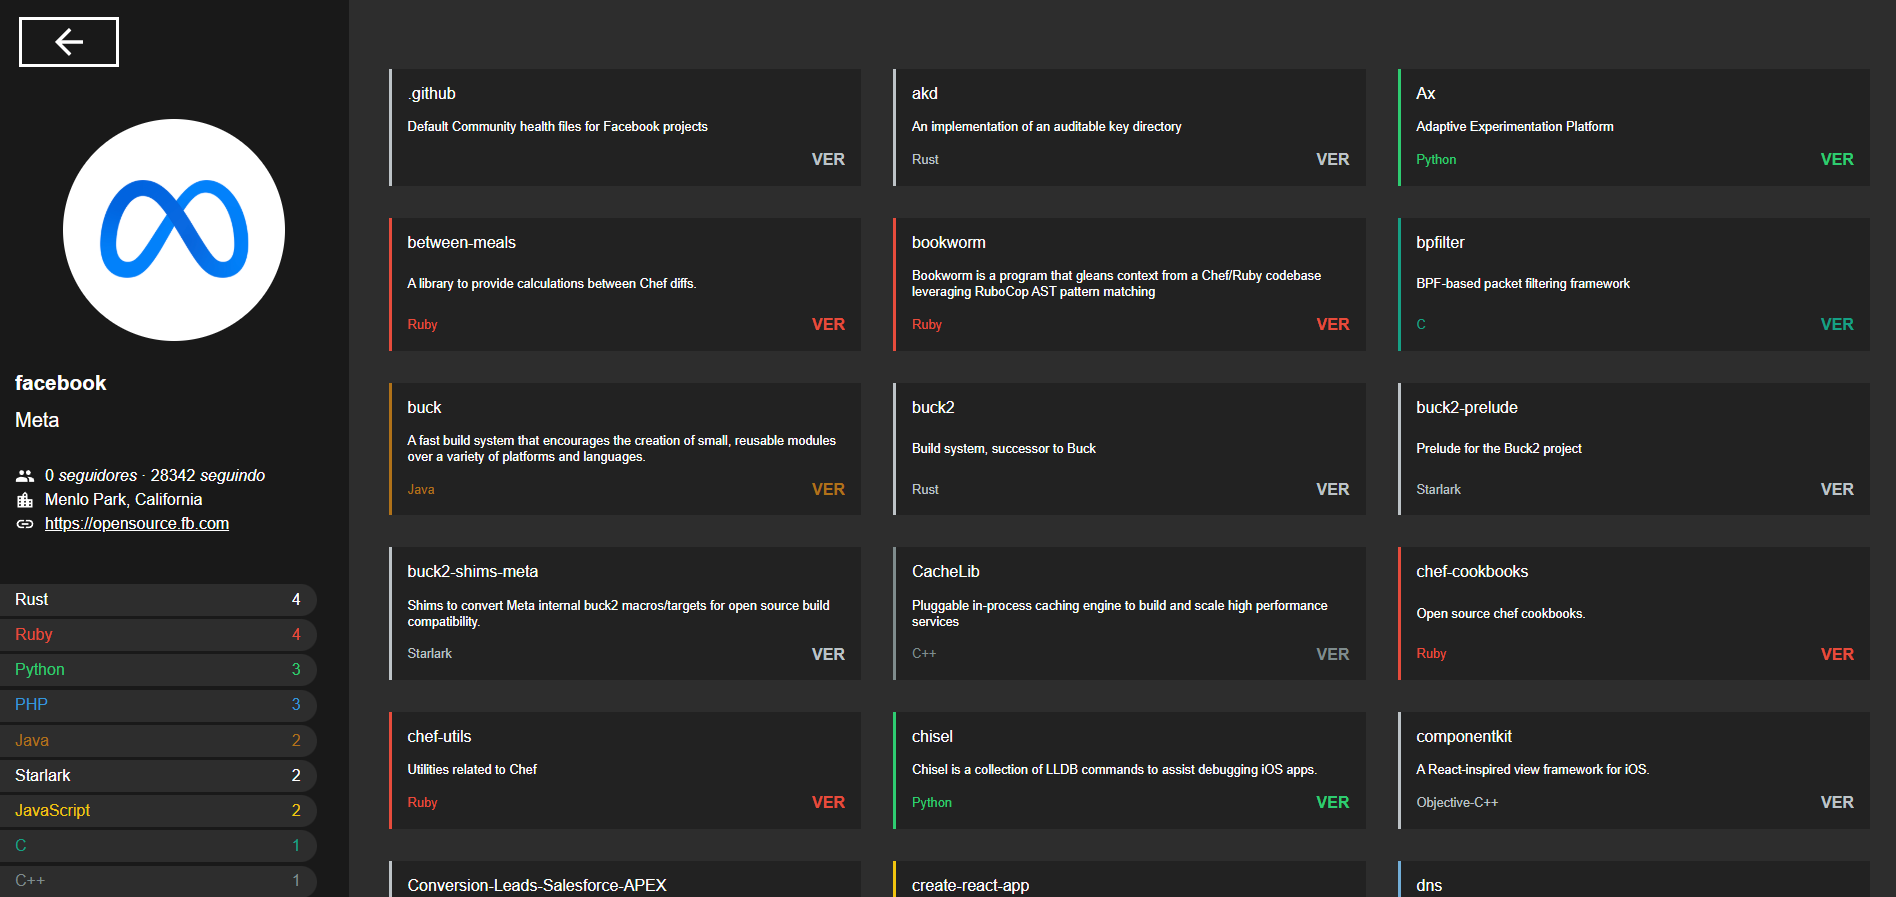 facebook
Meta
0 seguidores · 28342 seguindo
Menlo Park, California
https://opensource.fb.com
Rust 4
Ruby 4
Python 3
PHP 3
Java 2
Starlark 2
JavaScript 2
C 1
C++ 1
.github
Default Community health files for Facebook projects
VER
akd
An implementation of an auditable key directory
Rust VER
Ax
Adaptive Experimentation Platform
Python VER
between-meals
A library to provide calculations between Chef diffs.
Ruby VER
bookworm
Bookworm is a program that gleans context from a Chef/Ruby codebase
leveraging RuboCop AST pattern matching
Ruby VER
bpfilter
BPF-based packet filtering framework
C VER
buck
A fast build system that encourages the creation of small, reusable modules
over a variety of platforms and languages.
Java VER
buck2
Build system, successor to Buck
Rust VER
buck2-prelude
Prelude for the Buck2 project
Starlark VER
buck2-shims-meta
Shims to convert Meta internal buck2 macros/targets for open source build
compatibility.
Starlark VER
CacheLib
Pluggable in-process caching engine to build and scale high performance
services
C++ VER
chef-cookbooks
Open source chef cookbooks.
Ruby VER
chef-utils
Utilities related to Chef
Ruby VER
chisel
Chisel is a collection of LLDB commands to assist debugging iOS apps.
Python VER
componentkit
A React-inspired view framework for iOS.
Objective-C++ VER
Conversion-Leads-Salesforce-APEX
create-react-app
dns